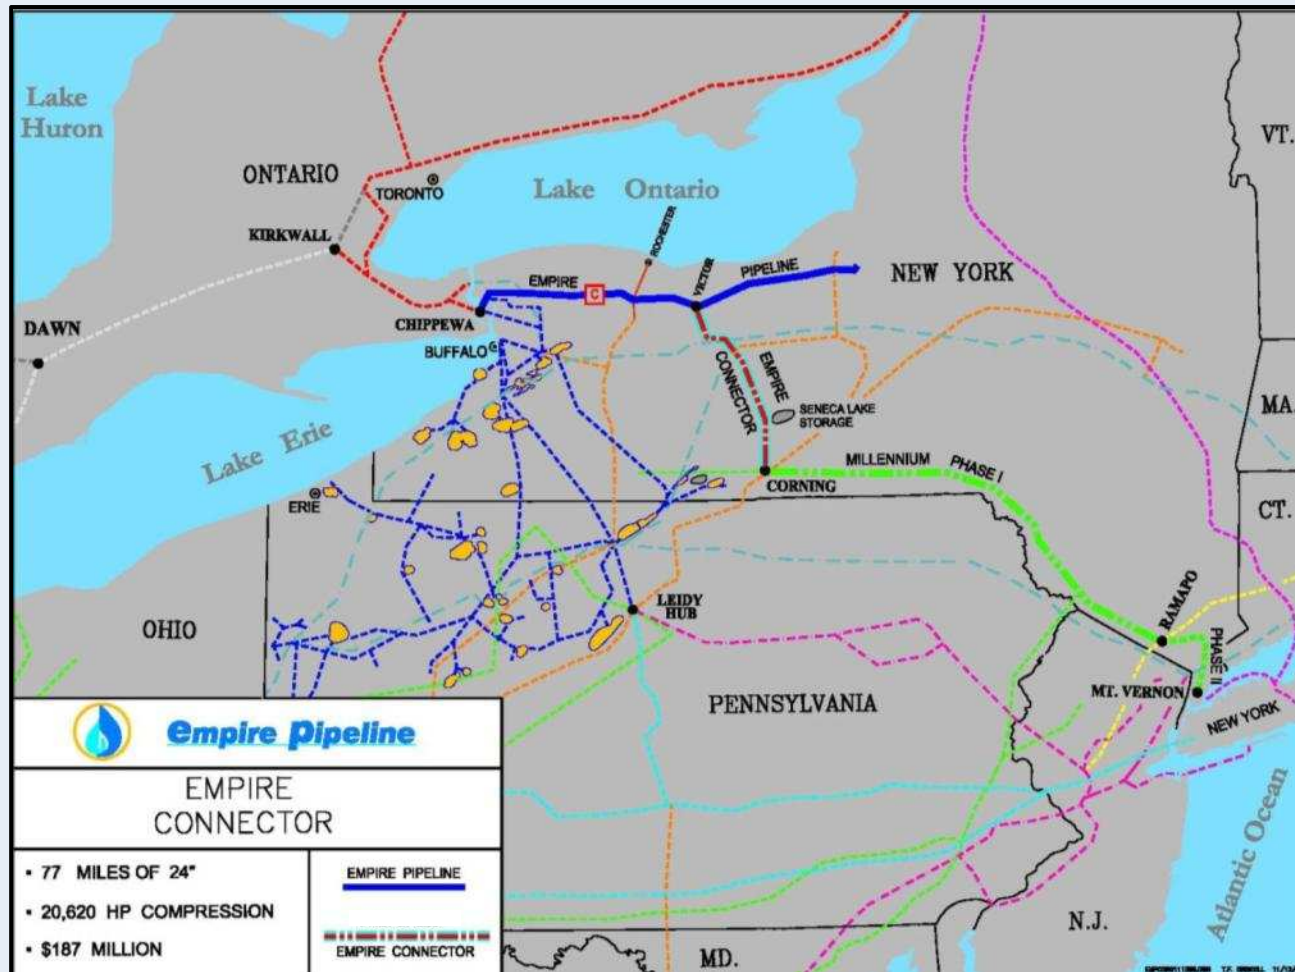 Lake
Huron
VT.
ONTARIO
TORONTO
Lake Ontario
ROCHESTER
KIRKWALL
VICTOR
PIPELINE
EMPIRE
C
NEW YORK
DAWN
CHIPPEWA
BUFFALO
EMPIRE
CONNECTOR
MA.
SENECA LAKE
STORAGE
Lake Erie
MILLENNIUM
PHASE I
CORNING
ERIE
CT.
LEIDY
HUB
RAMAPO
OHIO
PHASE II
MT. VERNON
PENNSYLVANIA
NEW YORK
empire pipeline
EMPIRE
CONNECTOR
Atlantic Ocean
• 77 MILES OF 24"
EMPIRE PIPELINE
• 20,620 HP COMPRESSION
N.J.
• $187 MILLION
EMPIRE CONNECTOR
MD.